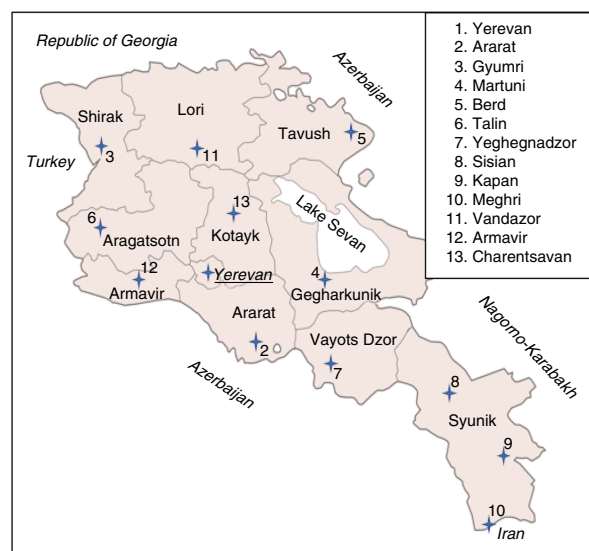 Republic of Georgia
Azerbaijan
Shirak
Lori
Tavush
5
3
11
Turkey
13
Lake Sevan
6
Aragatsotn
Kotayk
12
Yerevan
4
Armavir
Gegharkunik
Ararat
2
Vayots Dzor
7
Nagorno-Karabakh
Azerbaijan
8
Syunik
9
10
Iran
1. Yerevan
2. Ararat
3. Gyumri
4. Martuni
5. Berd
6. Talin
7. Yeghegnadzor
8. Sisian
9. Kapan
10. Meghri
11. Vandazor
12. Armavir
13. Charentsavan